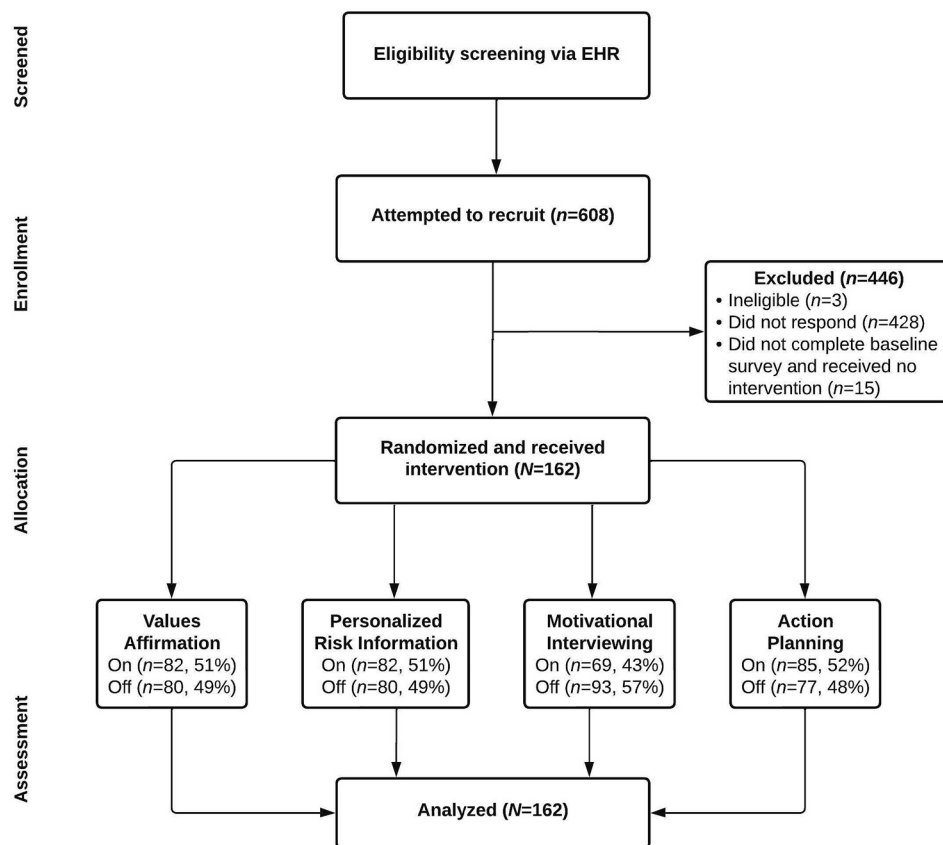 Screened
Eligibility screening via EHR
Enrollment
Attempted to recruit (n=608)
Excluded (n=446)
• Ineligible (n=3)
• Did not respond (n=428)
• Did not complete baseline
survey and received no
intervention (n=15)
Allocation
Randomized and received
intervention (N=162)
Values
Affirmation
On (n=82, 51%)
Off (n=80, 49%)
Personalized
Risk Information
On (n=82, 51%)
Off (n=80, 49%)
Motivational
Interviewing
On (n=69, 43%)
Off (n=93, 57%)
Action
Planning
On (n=85, 52%)
Off (n=77, 48%)
Assessment
Analyzed (N=162)